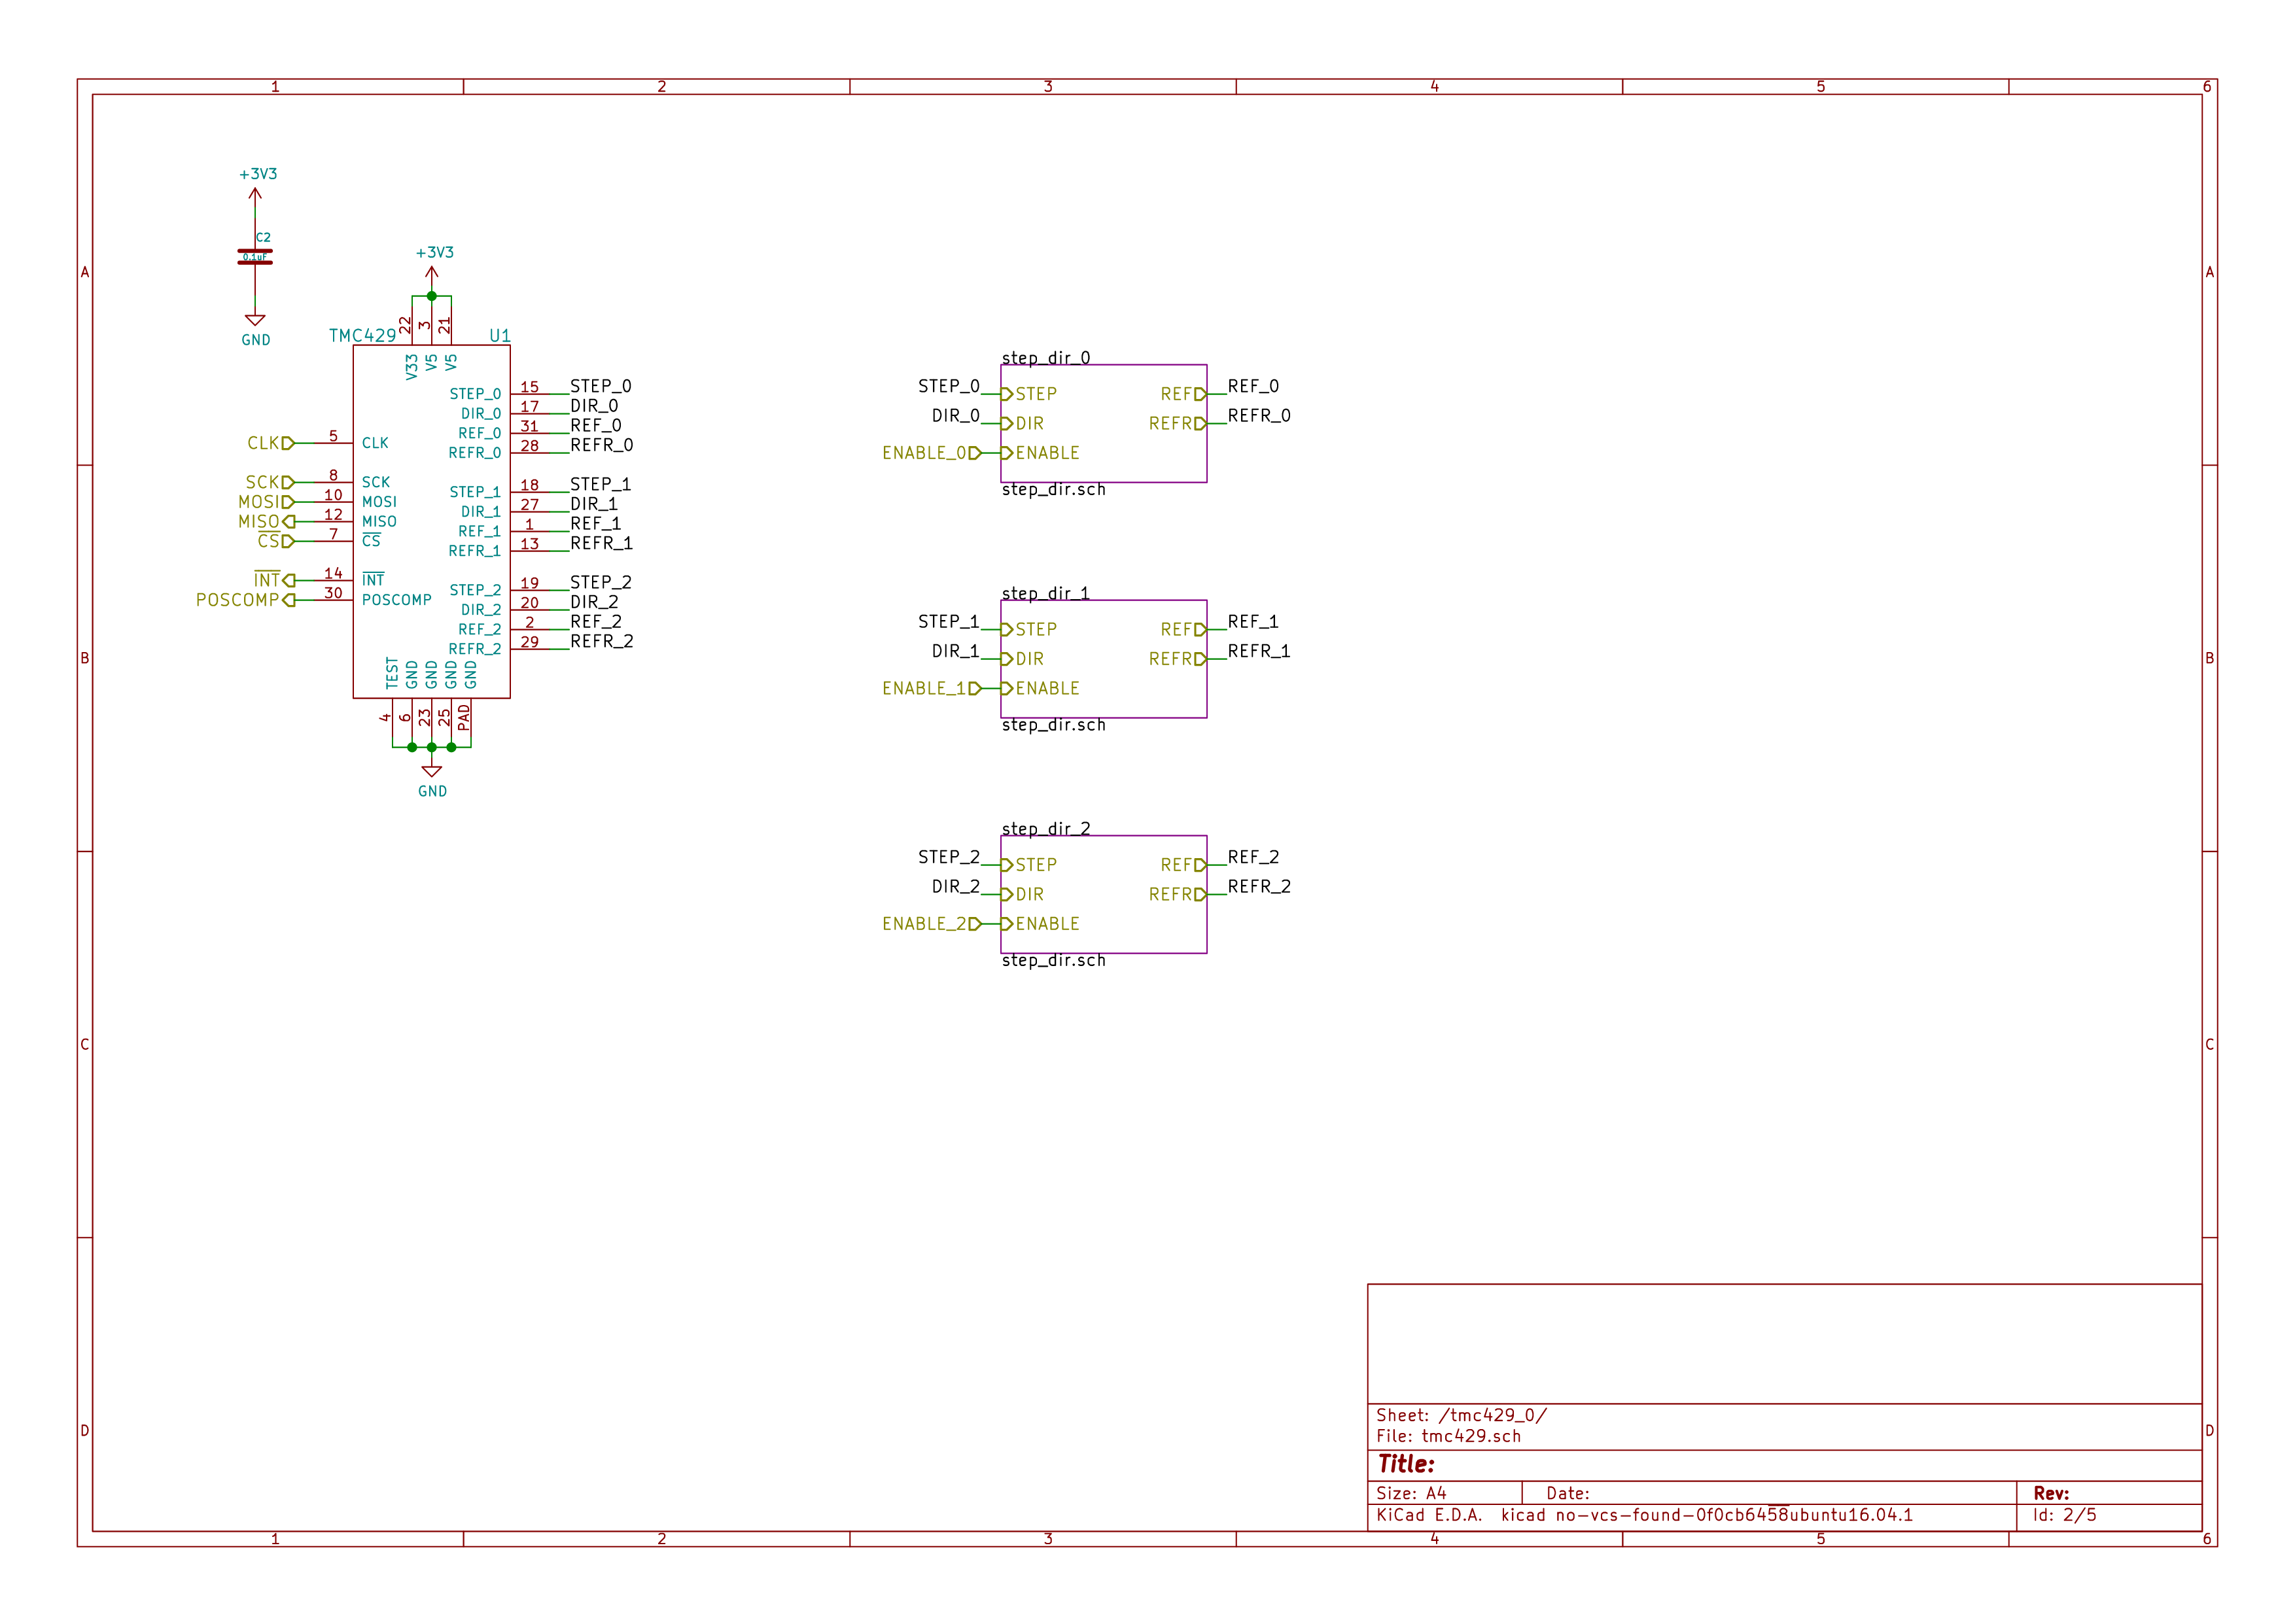 1 2 3 4 5 6
A A
B B
C C
D D
+3V3
C2
0.1uF
GND
+3V3
22 3 21
TMC429 U1
V33 V5 V5
CLK 5 CLK
SCK 8 SCK
MOSI 10 MOSI
MISO 12 MISO
CS 7 CS
INT 14 INT
POSCOMP 30 POSCOMP
STEP_0 15 STEP_0
DIR_0 17 DIR_0
REF_0 31 REF_0
REFR_0 28 REFR_0
STEP_1 18 STEP_1
DIR_1 27 DIR_1
REF_1 1 REF_1
REFR_1 13 REFR_1
STEP_2 19 STEP_2
DIR_2 20 DIR_2
REF_2 2 REF_2
REFR_2 29 REFR_2
TEST GND GND GND GND
4 6 23 25 PAD
GND
step_dir_0
STEP_0 STEP REF REF_0
DIR_0 DIR REFR REFR_0
ENABLE_0 ENABLE
step_dir.sch
step_dir_1
STEP_1 STEP REF REF_1
DIR_1 DIR REFR REFR_1
ENABLE_1 ENABLE
step_dir.sch
step_dir_2
STEP_2 STEP REF REF_2
DIR_2 DIR REFR REFR_2
ENABLE_2 ENABLE
step_dir.sch
Sheet: /tmc429_0/
File: tmc429.sch
Title:
Size: A4 Date: Rev:
KiCad E.D.A. kicad no-vcs-found-0f0cb6458ubuntu16.04.1 Id: 2/5
1 2 3 4 5 6